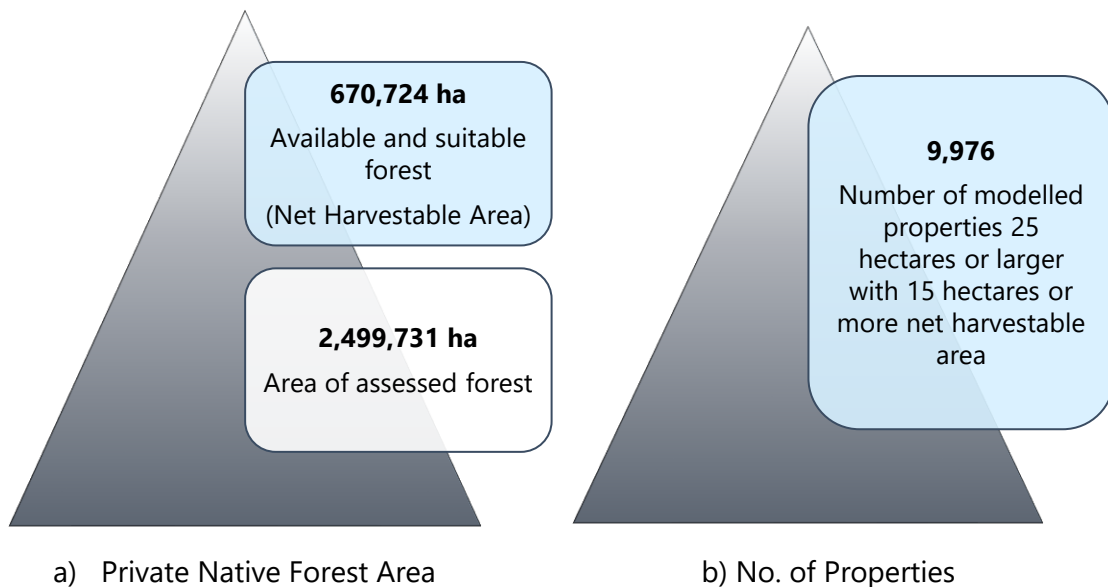 670,724 ha
Available and suitable
forest
(Net Harvestable Area)
2,499,731 ha
Area of assessed forest
a) Private Native Forest Area
9,976
Number of modelled
properties 25
hectares or larger
with 15 hectares or
more net harvestable
area
b) No. of Properties